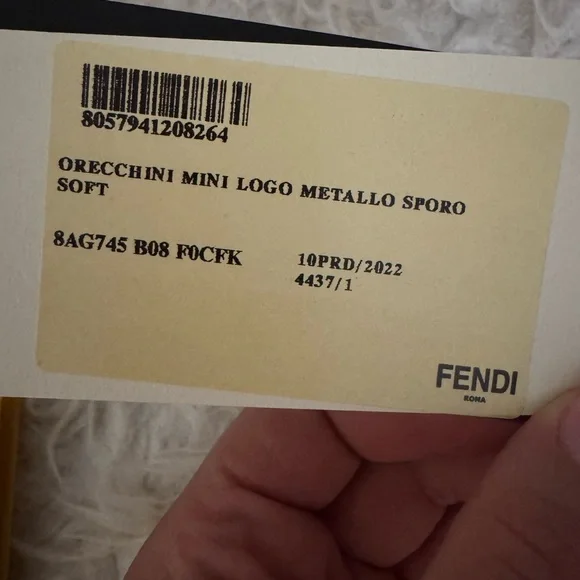 8057941208264
ORECCHINI MINI LOGO METALLO SPORO
SOFT
8AG745 B08 F0CFK
10PRD/2022
4437/1
FENDI
ROMA